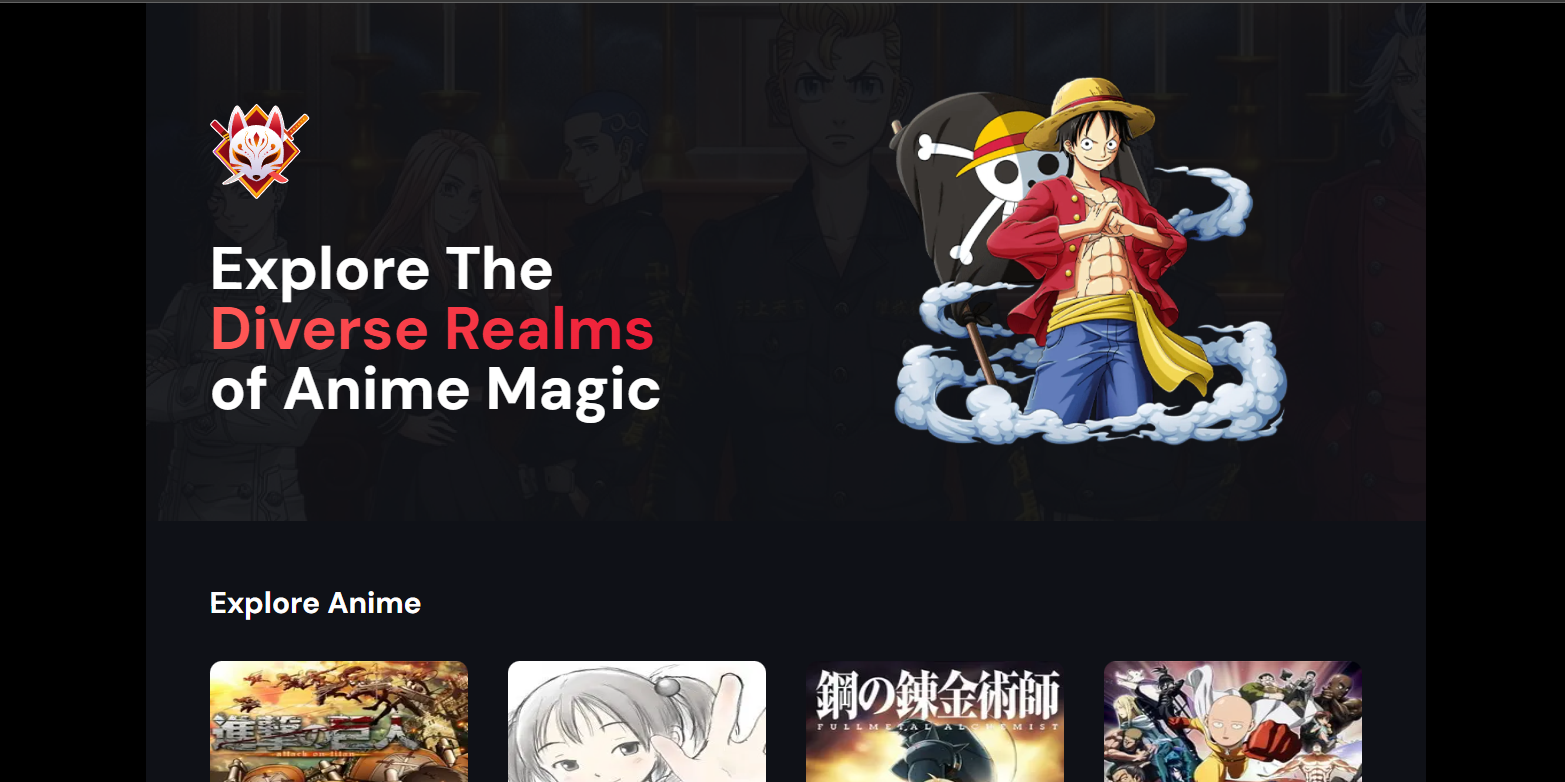 Explore The
Diverse Realms
of Anime Magic
Explore Anime
進撃の巨人
attack on titan
鋼の錬金術師
FULLMETAL ALCHEMIST